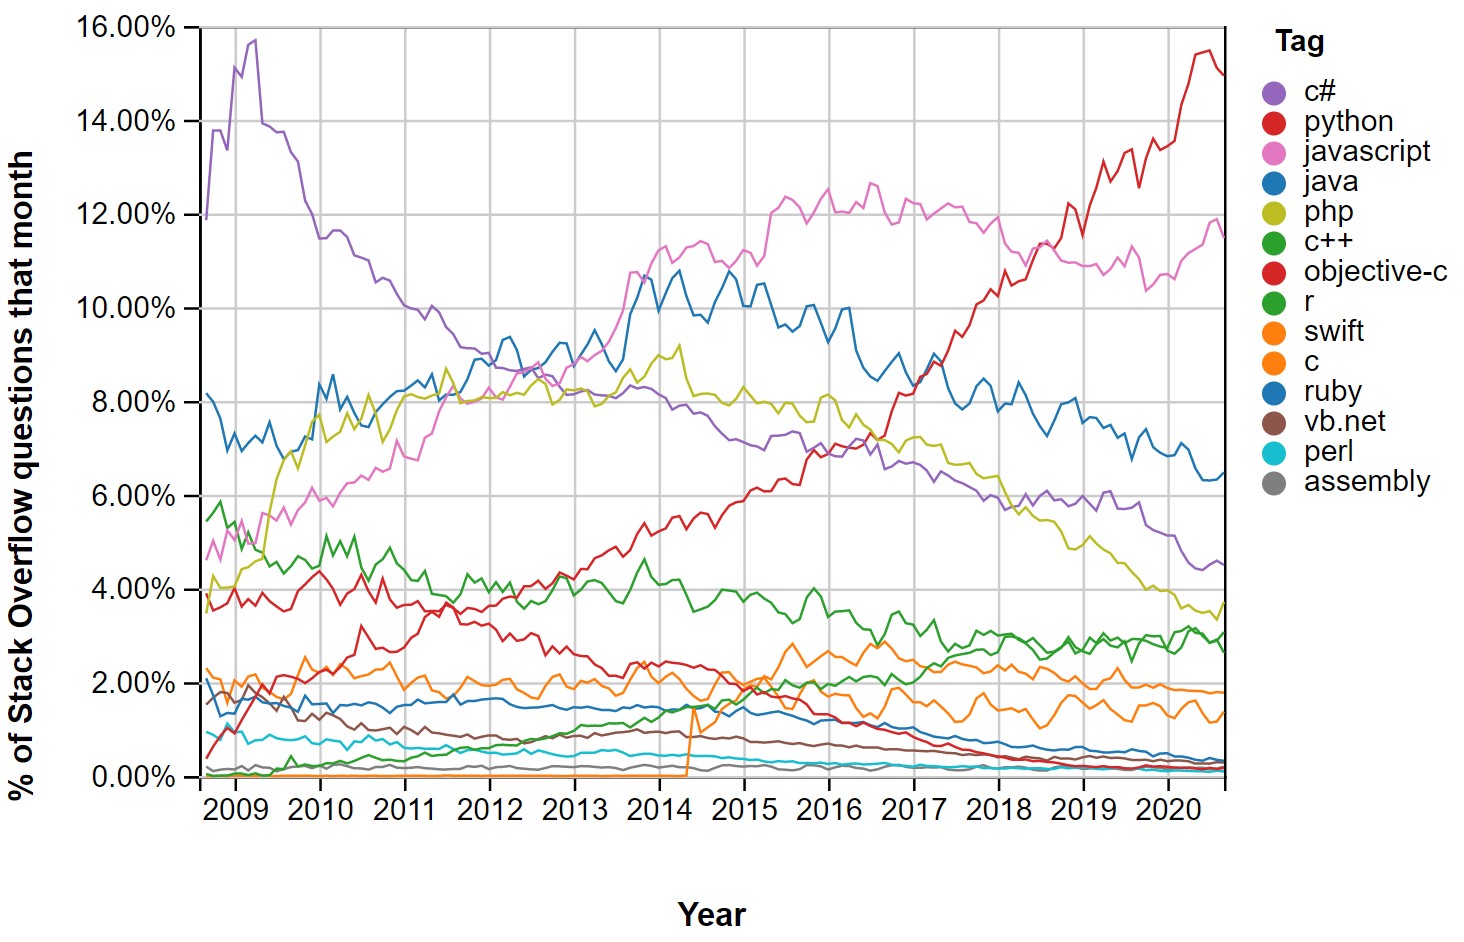 16.00%
14.00%
12.00%
10.00%
8.00%
6.00%
4.00%
2.00%
0.00%
% of Stack Overflow questions that month
2009 2010 2011 2012 2013 2014 2015 2016 2017 2018 2019 2020
Year
Tag
c#
python
javascript
java
php
c++
objective-c
r
swift
c
ruby
vb.net
perl
assembly